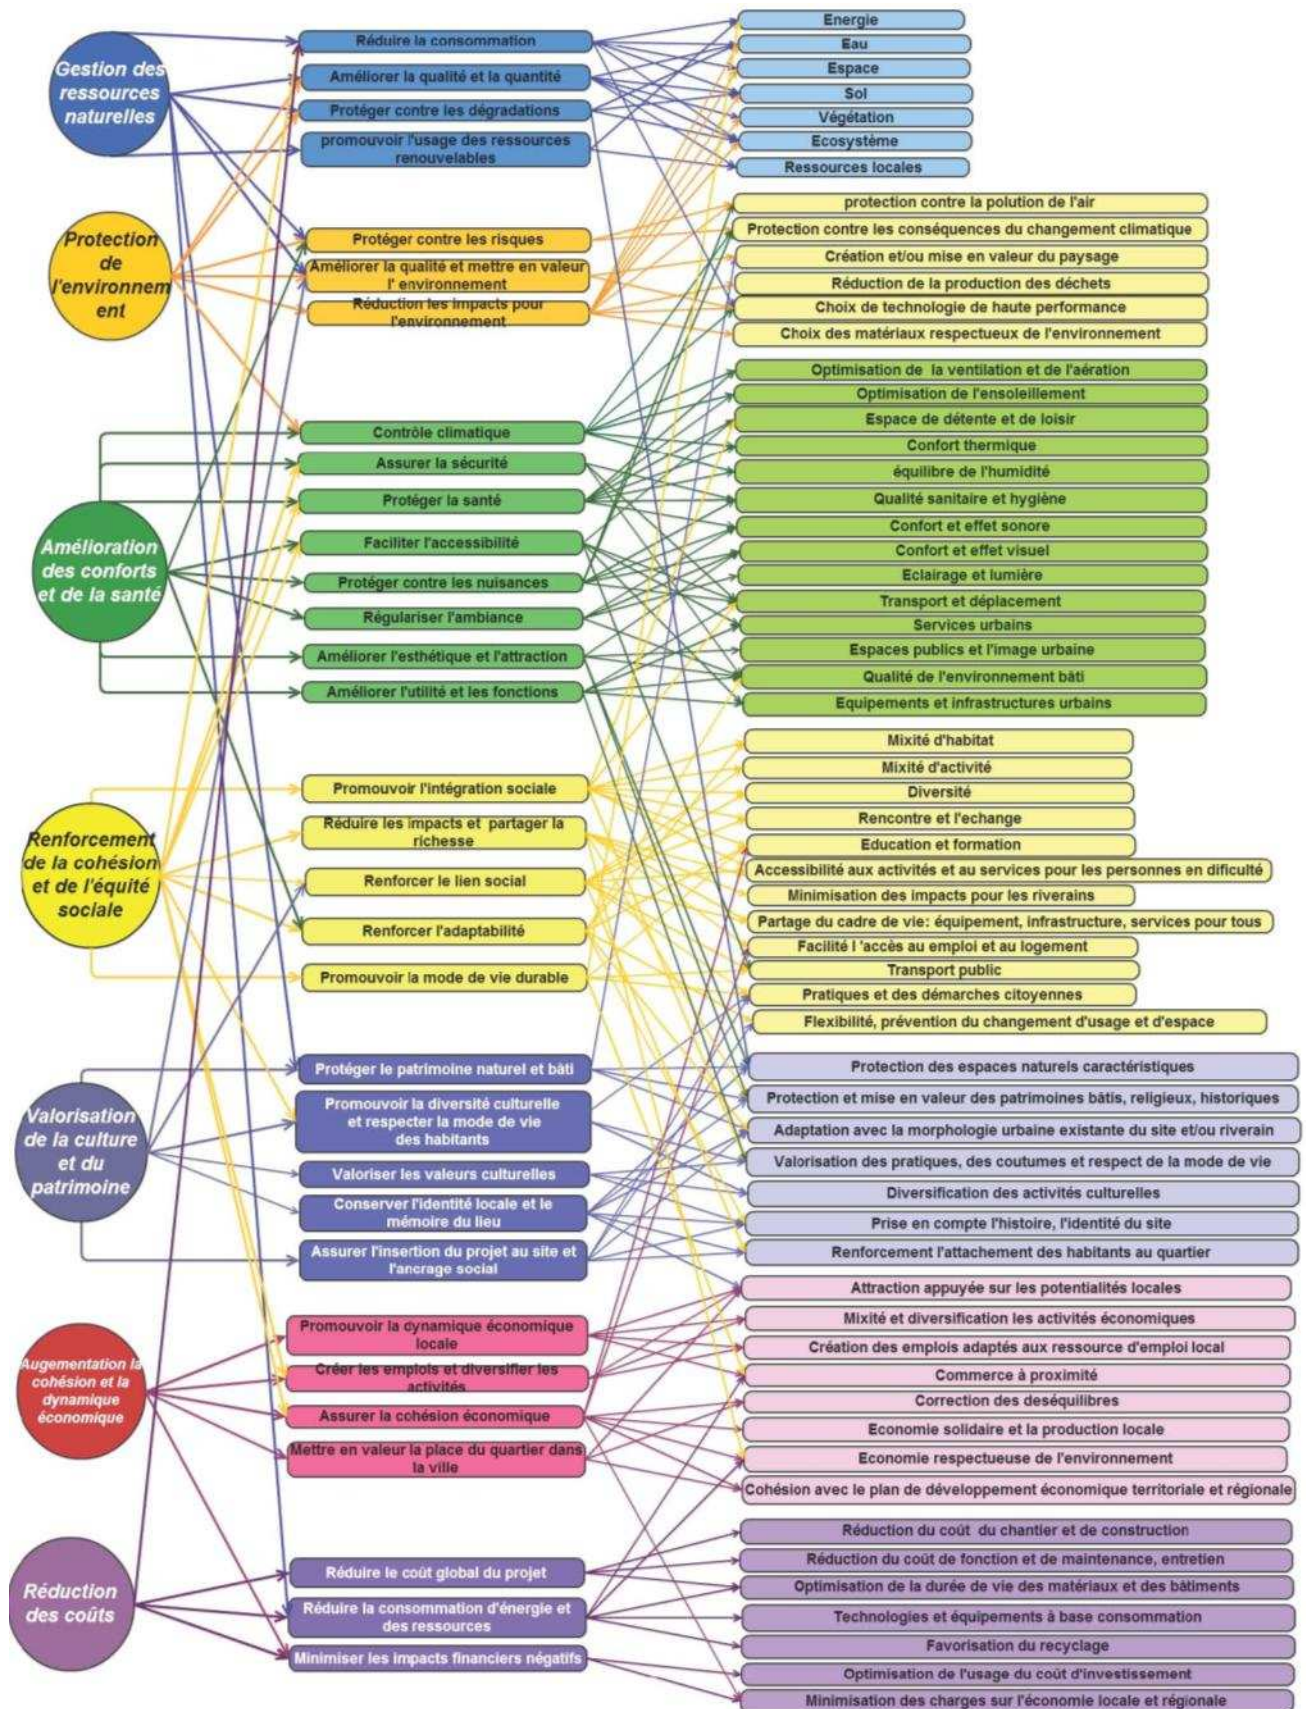 Gestion des
ressources
naturelles
Protection
de
l'environnem
ent
Amélioration
des conforts
et de la santé
Renforcement
de la cohésion
et de l'équité
sociale
Valorisation
de la culture
et du
patrimoine
Augementation la
cohésion et la
dynamique
économique
Réduction
des coûts
Réduire la consommation
Améliorer la qualité et la quantité
Protéger contre les dégradations
promouvoir l'usage des ressources
renouvelables
Protéger contre les risques
Améliorer la qualité et mettre en valeur
l' environnement
Réduction les impacts pour
l'environnement
Contrôle climatique
Assurer la sécurité
Protéger la santé
Faciliter l'accessibilité
Protéger contre les nuisances
Régulariser l'ambiance
Améliorer l'esthétique et l'attraction
Améliorer l'utilité et les fonctions
Promouvoir l'intégration sociale
Réduire les impacts et partager la
richesse
Renforcer le lien social
Renforcer l'adaptabilité
Promouvoir la mode de vie durable
Protéger le patrimoine naturel et bâti
Promouvoir la diversité culturelle
et respecter la mode de vie
des habitants
Valoriser les valeurs culturelles
Conserver l'identité locale et le
mémoire du lieu
Assurer l'insertion du projet au site et
l'ancrage social
Promouvoir la dynamique économique
locale
Créer les emplois et diversifier les
activités
Assurer la cohésion économique
Mettre en valeur la place du quartier dans
la ville
Réduire le coût global du projet
Réduire la consommation d'énergie et
des ressources
Minimiser les impacts financiers négatifs
Energie
Eau
Espace
Sol
Végétation
Ecosystème
Ressources locales
protection contre la polution de l'air
Protection contre les conséquences du changement climatique
Création et/ou mise en valeur du paysage
Réduction de la production des déchets
Choix de technologie de haute performance
Choix des matériaux respectueux de l'environnement
Optimisation de la ventilation et de l'aération
Optimisation de l'ensoleillement
Espace de détente et de loisir
Confort thermique
équilibre de l'humidité
Qualité sanitaire et hygiène
Confort et effet sonore
Confort et effet visuel
Eclairage et lumière
Transport et déplacement
Services urbains
Espaces publics et l'image urbaine
Qualité de l'environnement bâti
Equipements et infrastructures urbains
Mixité d'habitat
Mixité d'activité
Diversité
Rencontre et l'echange
Education et formation
Accessibilité aux activités et au services pour les personnes en dificulté
Minimisation des impacts pour les riverains
Partage du cadre de vie: équipement, infrastructure, services pour tous
Facilité l 'accès au emploi et au logement
Transport public
Pratiques et des démarches citoyennes
Flexibilité, prévention du changement d'usage et d'espace
Protection des espaces naturels caractéristiques
Protection et mise en valeur des patrimoines bâtis, religieux, historiques
Adaptation avec la morphologie urbaine existante du site et/ou riverain
Valorisation des pratiques, des coutumes et respect de la mode de vie
Diversification des activités culturelles
Prise en compte l'histoire, l'identité du site
Renforcement l'attachement des habitants au quartier
Attraction appuyée sur les potentialités locales
Mixité et diversification les activités économiques
Création des emplois adaptés aux ressource d'emploi local
Commerce à proximité
Correction des deséquilibres
Economie solidaire et la production locale
Economie respectueuse de l'environnement
Cohésion avec le plan de développement économique territoriale et régionale
Réduction du coût du chantier et de construction
Réduction du coût de fonction et de maintenance, entretien
Optimisation de la durée de vie des matériaux et des bâtiments
Technologies et équipements à base consommation
Favorisation du recyclage
Optimisation de l'usage du coût d'investissement
Minimisation des charges sur l'économie locale et régionale